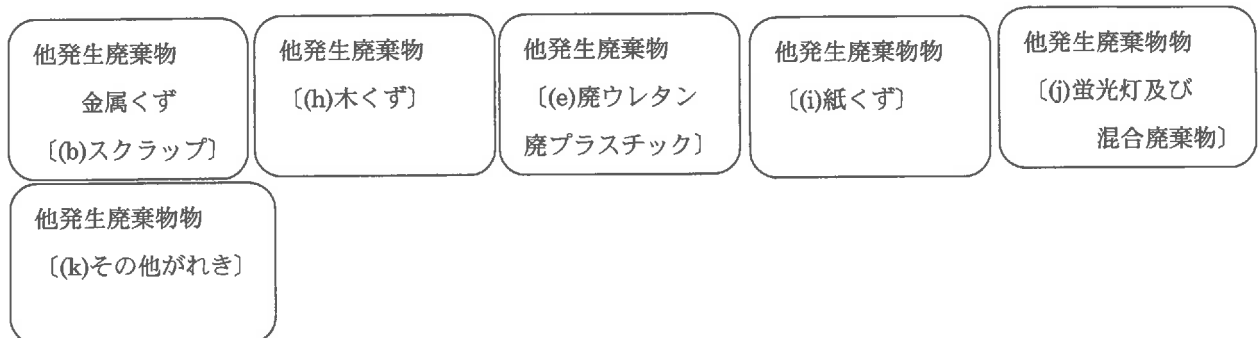 他発生廃棄物
金属くず
〔(b)スクラップ〕
他発生廃棄物
〔(h)木くず〕
他発生廃棄物
〔(e)廃ウレタン
廃プラスチック〕
他発生廃棄物物
〔(i)紙くず〕
他発生廃棄物物
〔(j)蛍光灯及び
混合廃棄物〕
他発生廃棄物物
〔(k)その他がれき〕